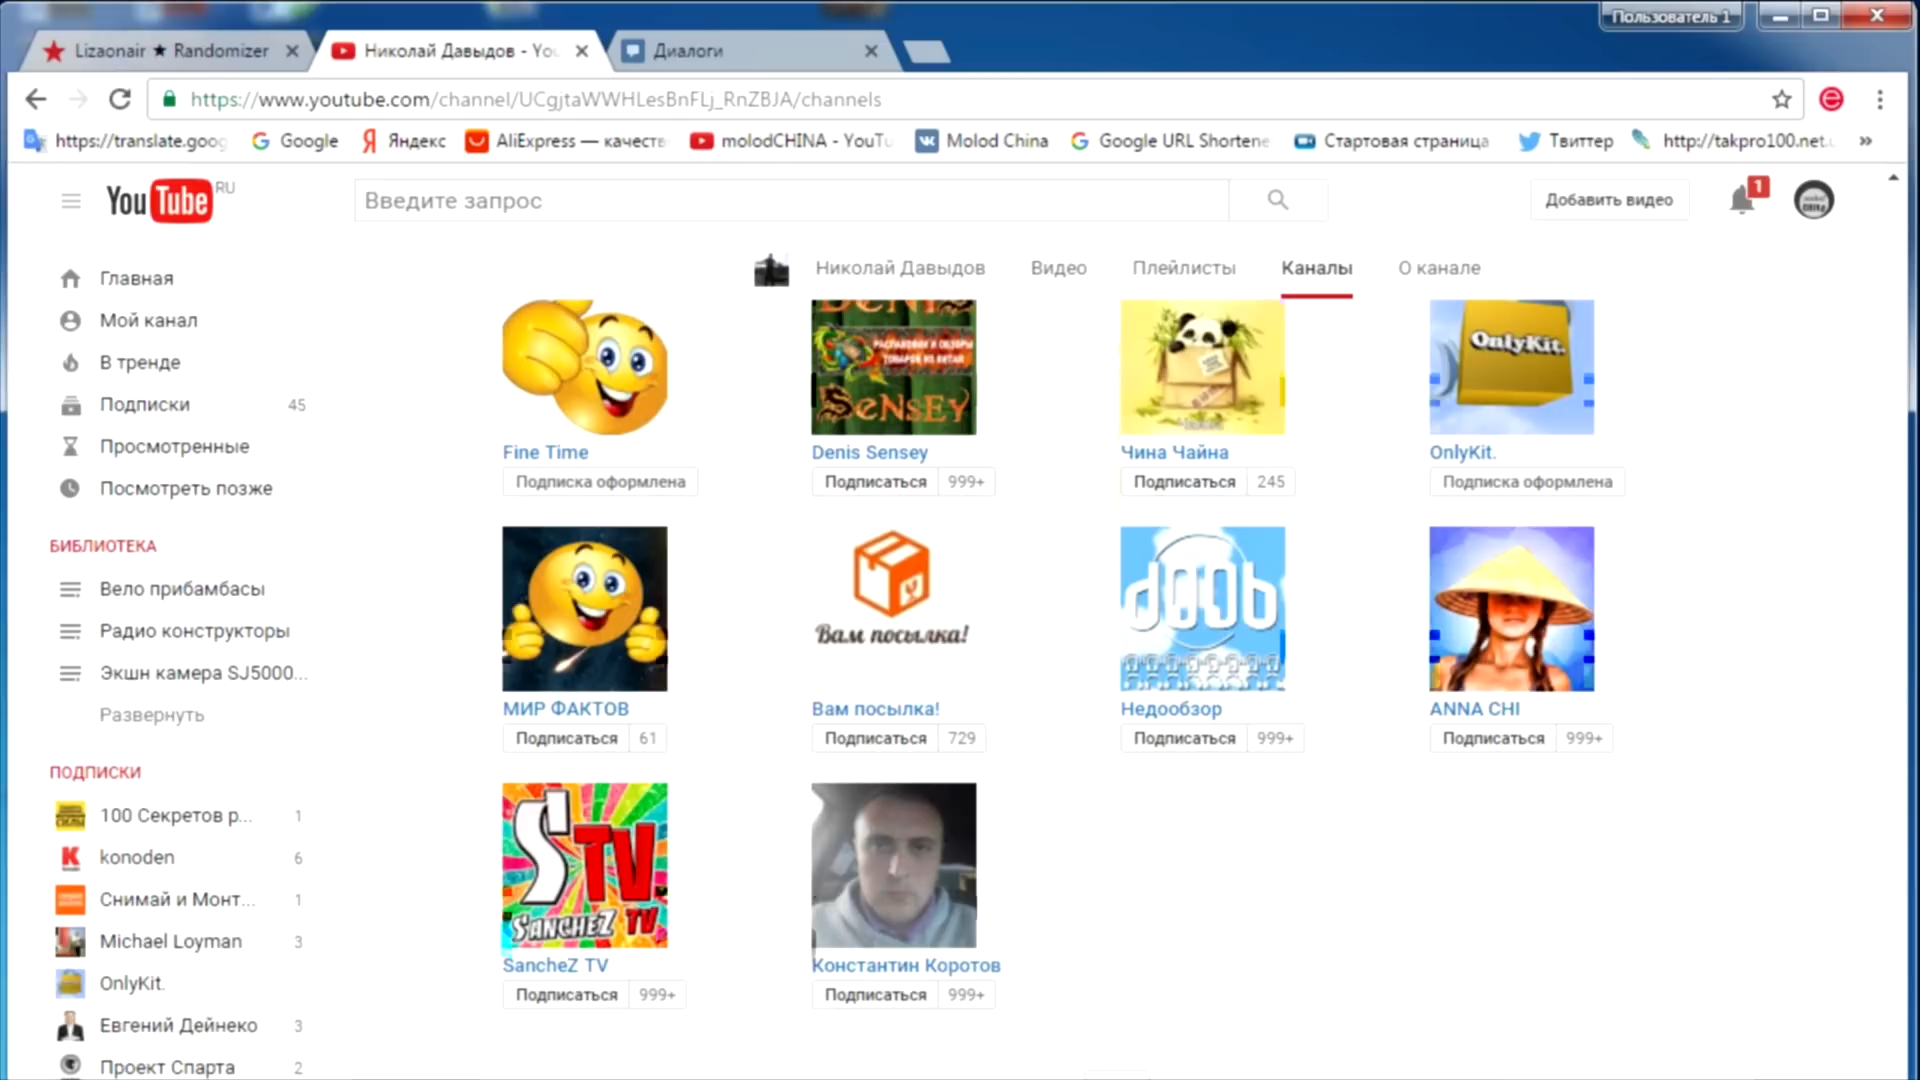 Пользователь 1
Lizaonair ★ Randomizer
Николай Давыдов - You
Диалоги
https://www.youtube.com/channel/UCgjtaWWHLesBnFLj_RnZBJA/channels
https://translate.goog
Google
Яндекс
AliExpress — качеств
molodCHINA - YouTu
Molod China
Google URL Shortene
Стартовая страница
Твиттер
http://takpro100.net.u
»
YouTube RU
Введите запрос
Добавить видео
1
Николай Давыдов
Видео
Плейлисты
Каналы
О канале
Главная
Мой канал
В тренде
Подписки 45
Просмотренные
Посмотреть позже
БИБЛИОТЕКА
Вело прибамбасы
Радио конструкторы
Экшн камера SJ5000...
Развернуть
ПОДПИСКИ
100 Секретов р... 1
konoden 6
Снимай и Монт... 1
Michael Loyman 3
OnlyKit.
Евгений Дейнеко 3
Проект Спарта 2
РАСПАКОВКИ И ОБЗОРЫ
ТОВАРОВ ИЗ КИТАЯ
SeNsEY
OnlyKit.
Fine Time
Подписка оформлена
Denis Sensey
Подписаться 999+
Чина Чайна
Подписаться 245
OnlyKit.
Подписка оформлена
Вам посылка!
doob
МИР ФАКТОВ
Подписаться 61
Вам посылка!
Подписаться 729
Недообзор
Подписаться 999+
ANNA CHI
Подписаться 999+
STV
SANCHEZ TV
SancheZ TV
Подписаться 999+
Константин Коротов
Подписаться 999+